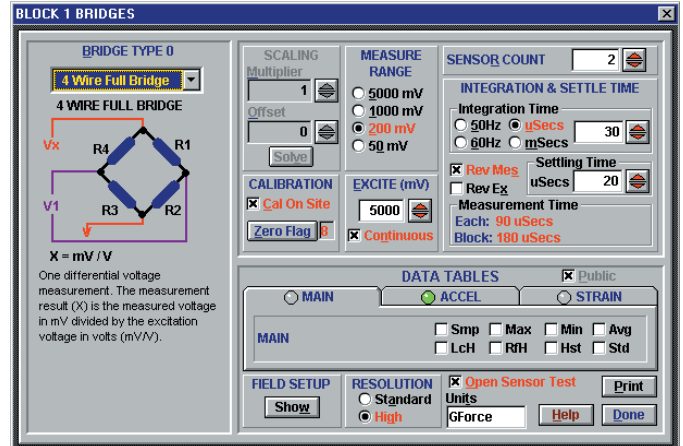 BLOCK 1 BRIDGES
BRIDGE TYPE 0
4 Wire Full Bridge
4 WIRE FULL BRIDGE
Vx
R4
R1
V1
R3
R2
X = mV / V
One differential voltage
measurement. The measurement
result (X) is the measured voltage
in mV divided by the excitation
voltage in volts (mV/V).
SCALING
Multiplier
1
Offset
0
Solve
MEASURE
RANGE
5000 mV
1000 mV
200 mV
50 mV
CALIBRATION
Cal On Site
Zero Flag 8
EXCITE (mV)
5000
Continuous
SENSOR COUNT 2
INTEGRATION & SETTLE TIME
Integration Time
50Hz uSecs 30
60Hz mSecs
Rev Mes
Rev Ex
Settling Time
uSecs 20
Measurement Time
Each: 90 uSecs
Block: 180 uSecs
DATA TABLES Public
MAIN ACCEL STRAIN
MAIN
Smp Max Min Avg
LcH RfH Hst Std
FIELD SETUP
Show
RESOLUTION
Standard
High
Open Sensor Test
Units
GForce
Print
Help Done